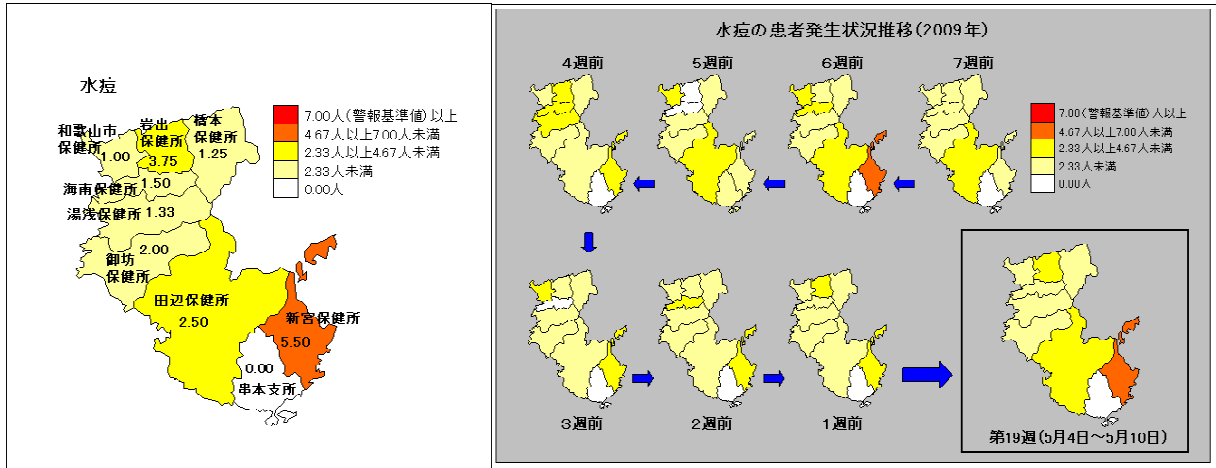 水痘
7.00人(警報基準値)以上
4.67人以上7.00人未満
2.33人以上4.67人未満
2.33人未満
0.00人
和歌山市
保健所
1.00
岩出
保健所
3.75
橋本
保健所
1.25
海南保健所
1.50
湯浅保健所
1.33
御坊
保健所
2.00
田辺保健所
2.50
新宮保健所
5.50
0.00
串本支所
水痘の患者発生状況推移(2009年)
4週前
5週前
6週前
7週前
7.00(警報基準値)人以上
4.67人以上7.00人未満
2.33人以上4.67人未満
2.33人未満
0.00人
3週前
2週前
1週前
第19週(5月4日~5月10日)